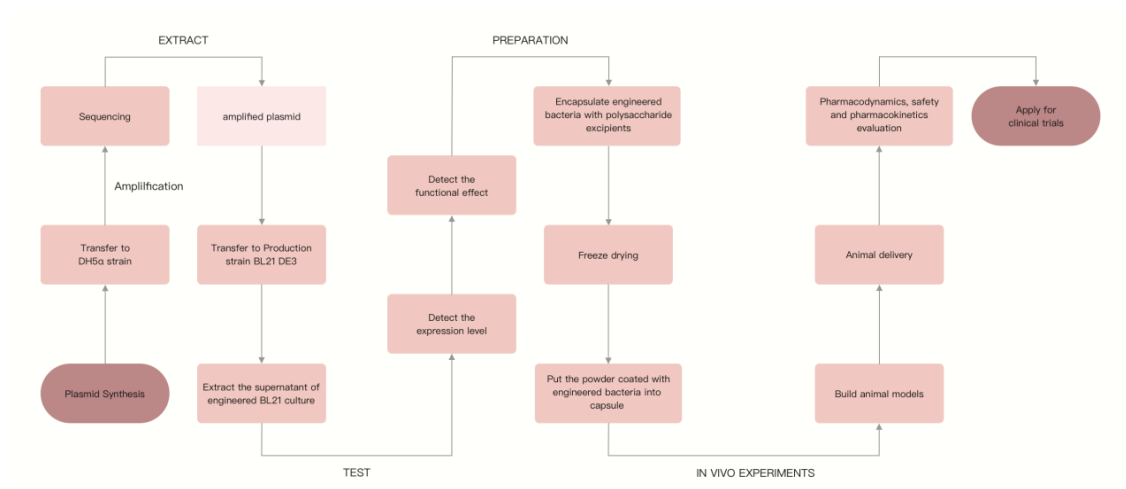 EXTRACT
Sequencing
amplified plasmid
Amplilfication
Transfer to
DH5α strain
Transfer to Production
strain BL21 DE3
Plasmid Synthesis
Extract the supernatant of
engineered BL21 culture
TEST
Detect the
expression level
Detect the
functional effect
PREPARATION
Encapsulate engineered
bacteria with polysaccharide
excipients
Freeze drying
Put the powder coated with
engineered bacteria into
capsule
IN VIVO EXPERIMENTS
Build animal models
Animal delivery
Pharmacodynamics, safety
and pharmacokinetics
evaluation
Apply for
clinical trials